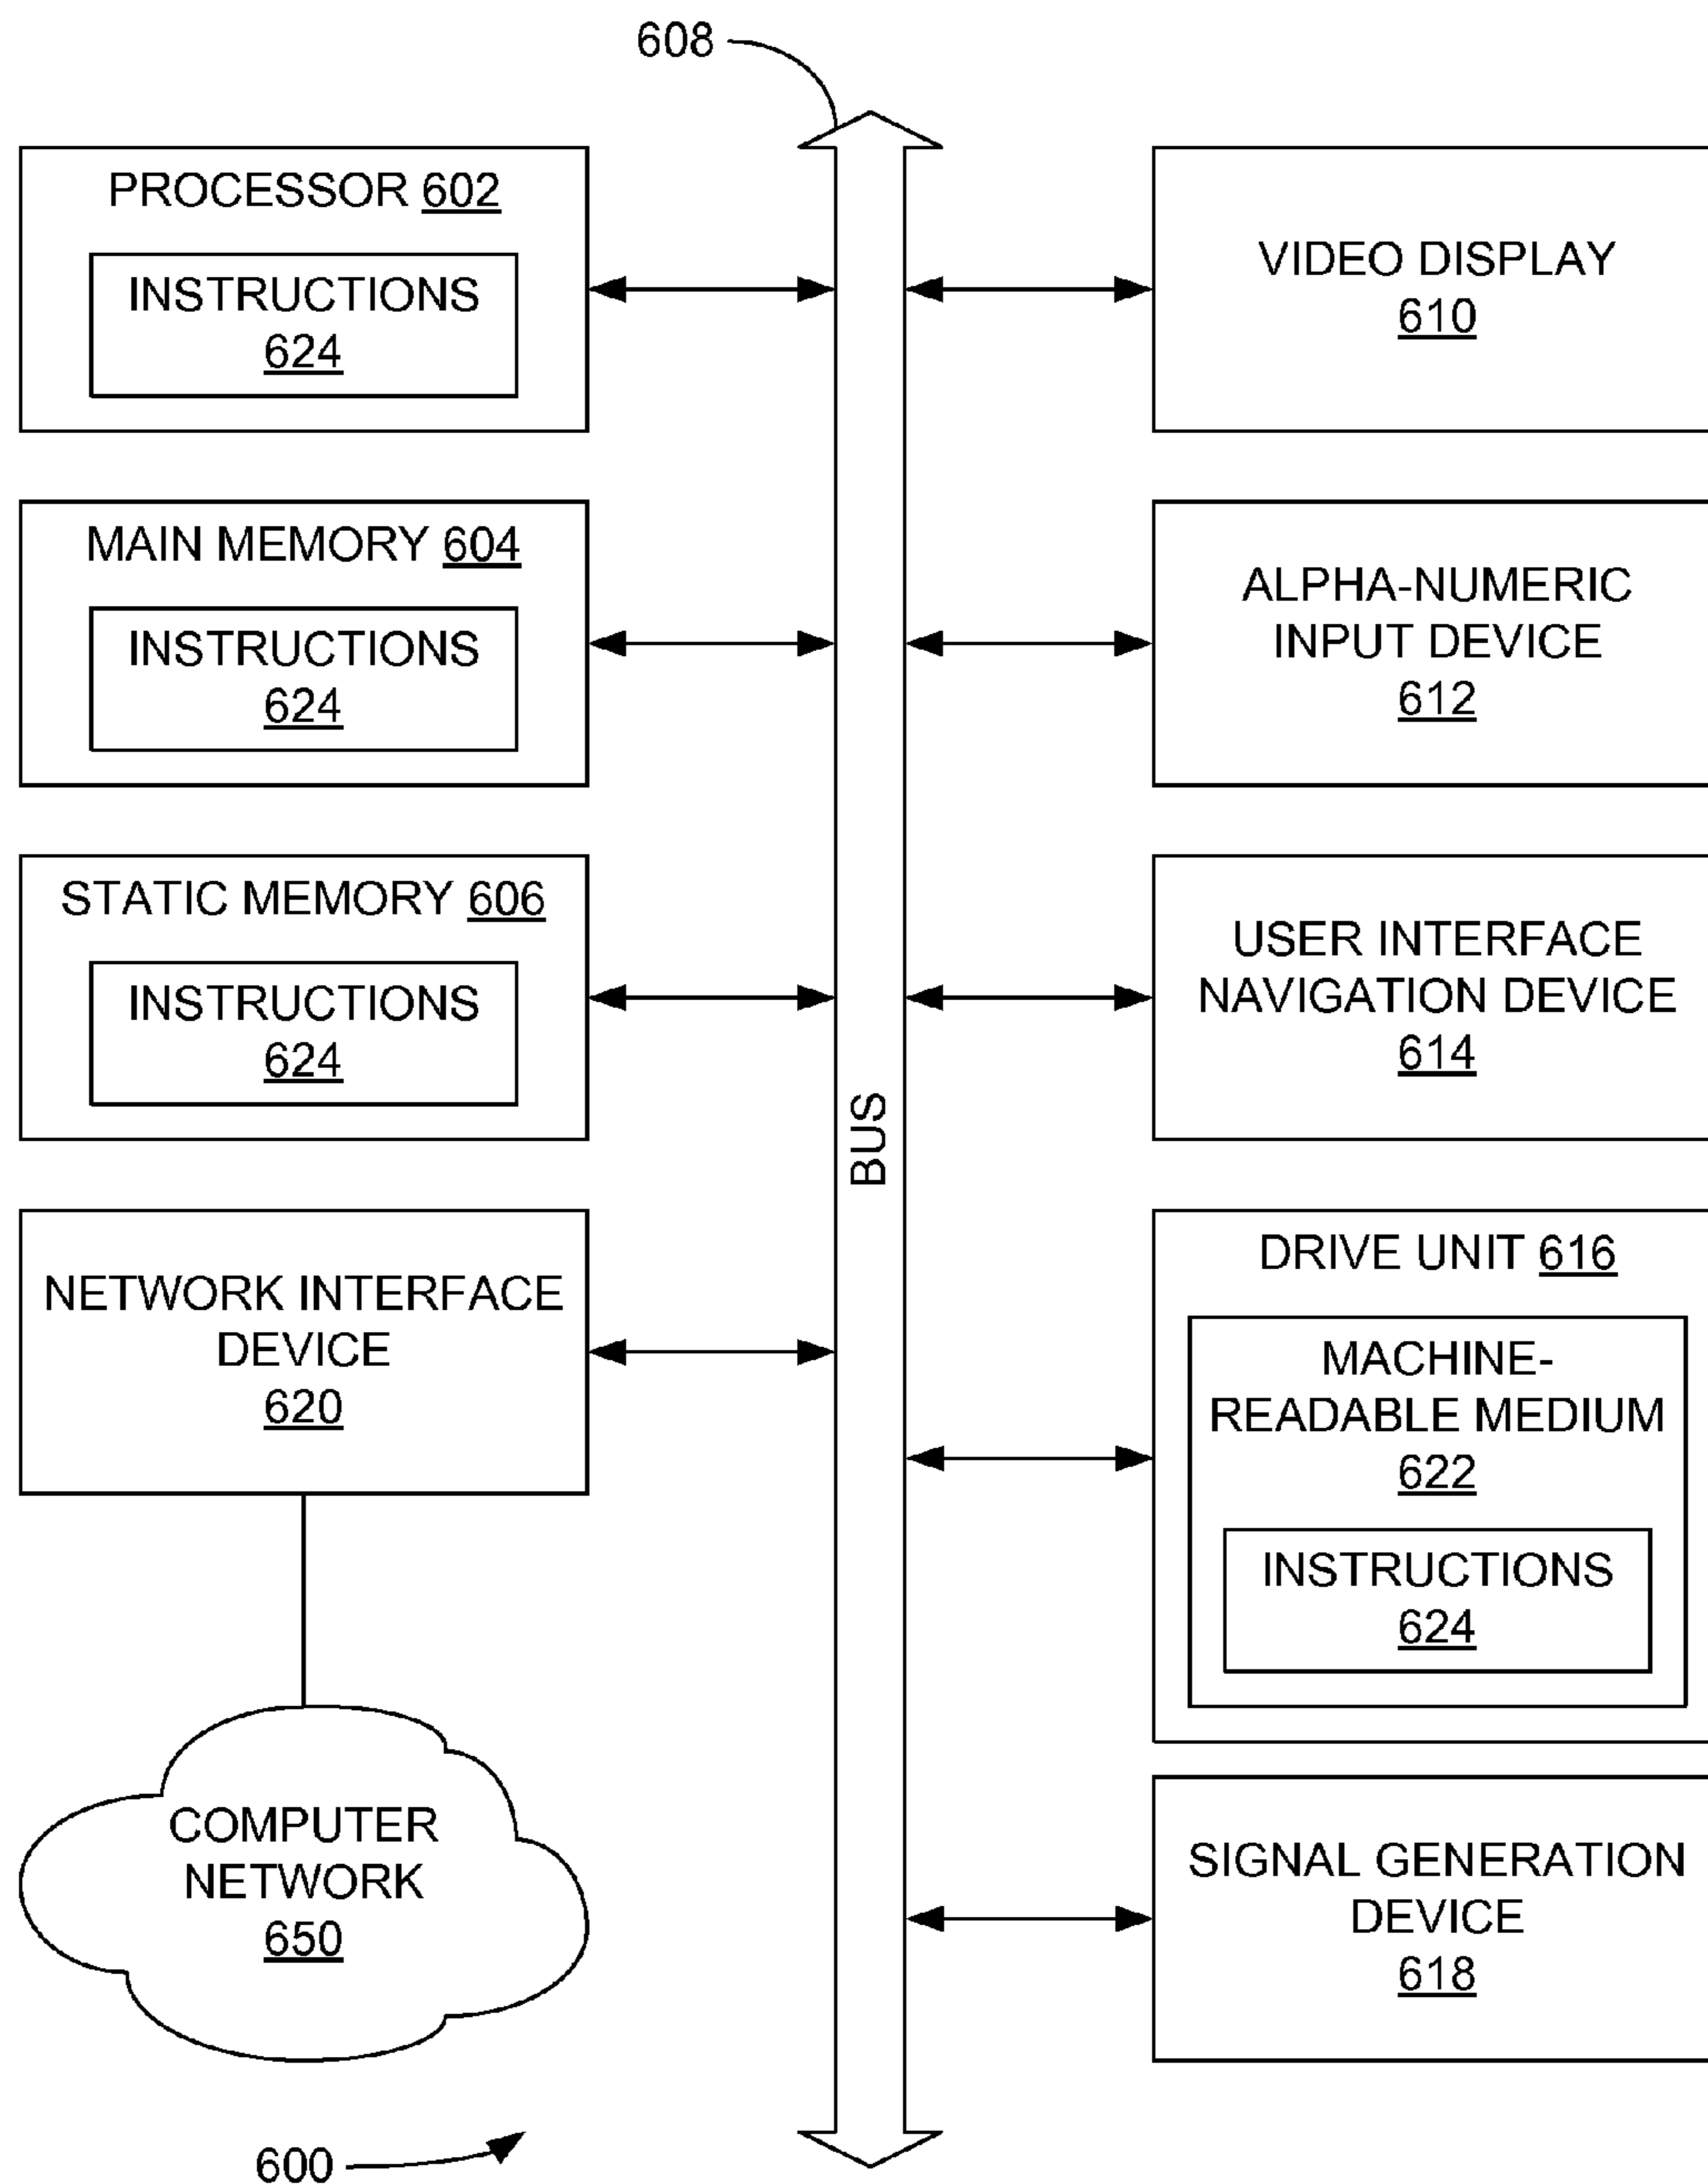 608
PROCESSOR 602
INSTRUCTIONS
624
MAIN MEMORY 604
INSTRUCTIONS
624
STATIC MEMORY 606
INSTRUCTIONS
624
NETWORK INTERFACE
DEVICE
620
COMPUTER
NETWORK
650
600
BUS
VIDEO DISPLAY
610
ALPHA-NUMERIC
INPUT DEVICE
612
USER INTERFACE
NAVIGATION DEVICE
614
DRIVE UNIT 616
MACHINE-
READABLE MEDIUM
622
INSTRUCTIONS
624
SIGNAL GENERATION
DEVICE
618